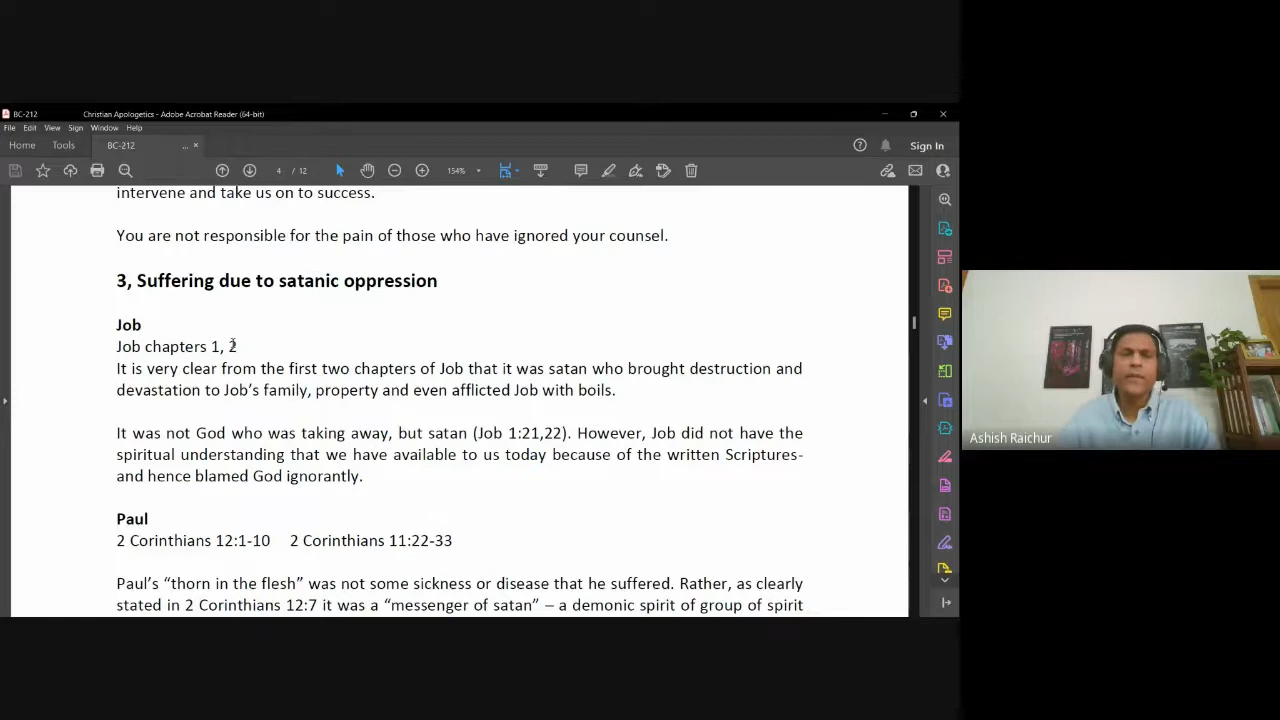 BC-212
Christian Apologetics - Adobe Acrobat Reader (64-bit)
File Edit View Sign Window Help
Home Tools BC-212 ... × Sign In
4 / 12 154%
intervene and take us on to success.
You are not responsible for the pain of those who have ignored your counsel.
3, Suffering due to satanic oppression
Job
Job chapters 1, 2
It is very clear from the first two chapters of Job that it was satan who brought destruction and
devastation to Job's family, property and even afflicted Job with boils.
It was not God who was taking away, but satan (Job 1:21,22). However, Job did not have the
spiritual understanding that we have available to us today because of the written Scriptures-
and hence blamed God ignorantly.
Paul
2 Corinthians 12:1-10 2 Corinthians 11:22-33
Paul's “thorn in the flesh” was not some sickness or disease that he suffered. Rather, as clearly
stated in 2 Corinthians 12:7 it was a “messenger of satan” – a demonic spirit of group of spirit
Ashish Raichur